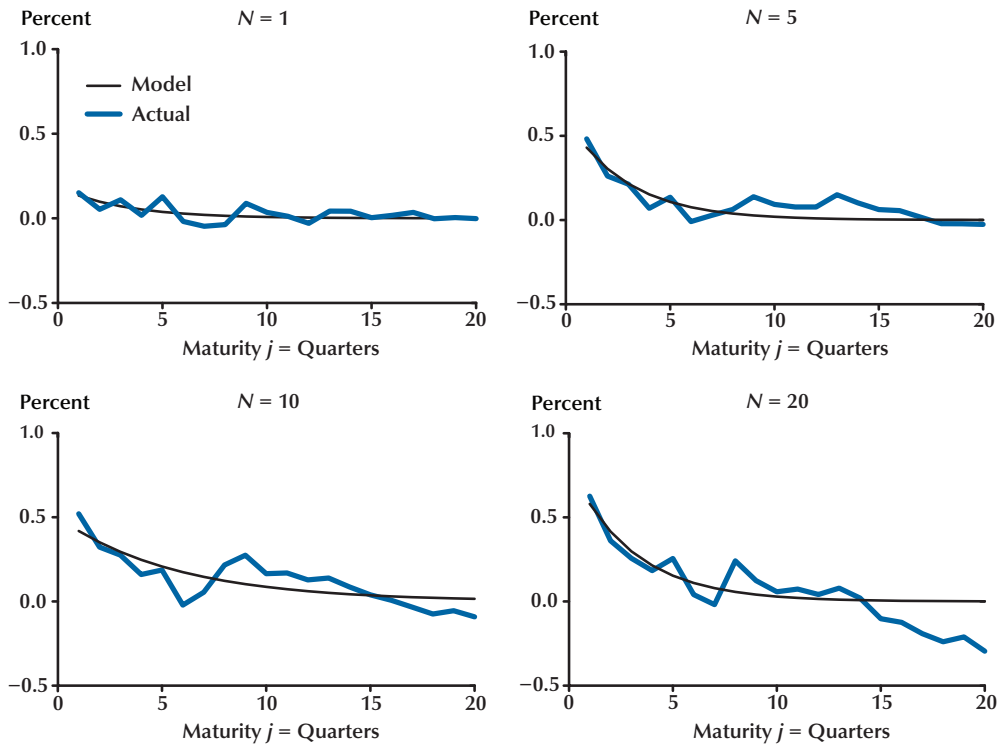 Percent
N = 1
1.0
Model
Actual
0.5
0.0
−0.5
0 5 10 15 20
Maturity j = Quarters
Percent
N = 5
1.0
0.5
0.0
−0.5
0 5 10 15 20
Maturity j = Quarters
Percent
N = 10
1.0
0.5
0.0
−0.5
0 5 10 15 20
Maturity j = Quarters
Percent
N = 20
1.0
0.5
0.0
−0.5
0 5 10 15 20
Maturity j = Quarters